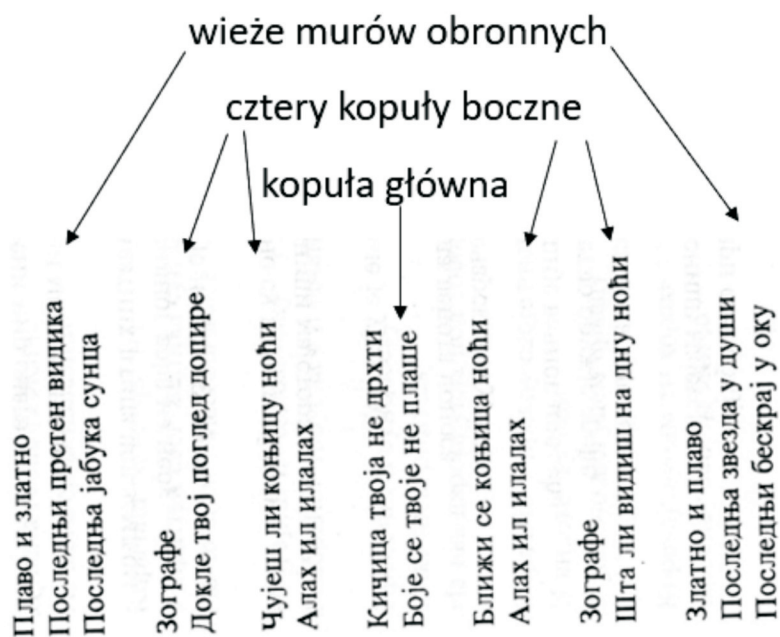 wieże murów obronnych
cztery kopuły boczne
kopuła główna
Плаво и златно
Последњи прстен видика
Последња јабука сунца
Зографе
Докле твој поглед допире
Чујеш ли коњицу ноћи
Алах ил илалах
Кичица твоја не дрхти
Боје се твоје не плаше
Ближи се коњица ноћи
Алах ил илалах
Зографе
Шта ли видиш на дну ноћи
Златно и плаво
Последња звезда у души
Последњи бескрај у оку